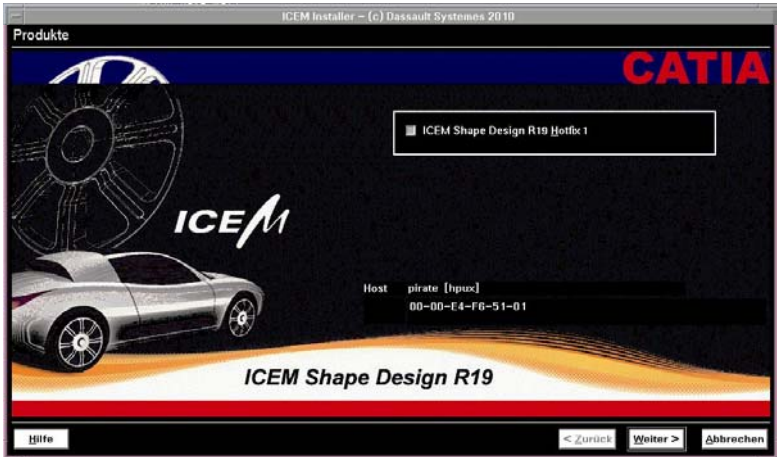 ICEM Installer – (c) Dassault Systemes 2010
Produkte
CATIA
ICEM Shape Design R19 Hotfix 1
ICEM
Host pirate [hpux]
00-00-E4-F6-51-01
ICEM Shape Design R19
Hilfe
< Zurück
Weiter >
Abbrechen